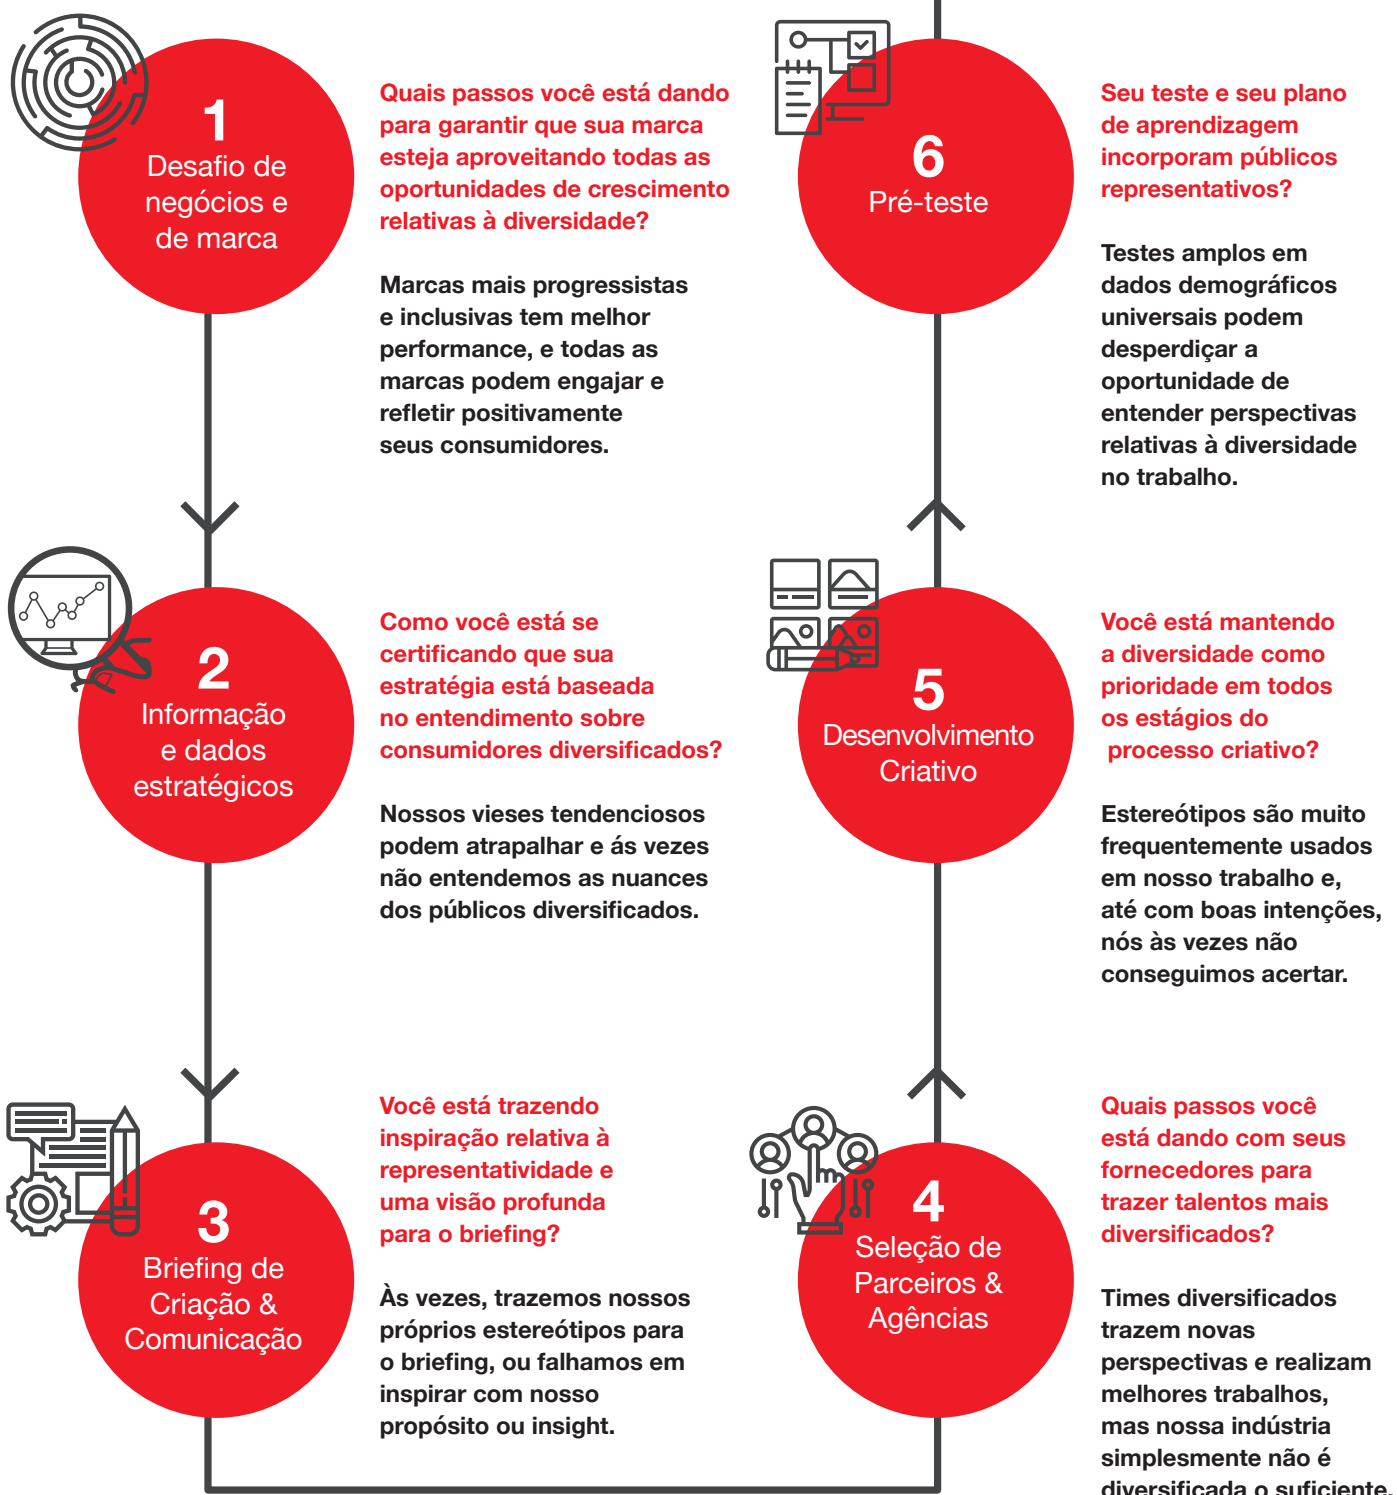 1
Desafio de
negócios e
de marca
Quais passos você está dando
para garantir que sua marca
esteja aproveitando todas as
oportunidades de crescimento
relativas à diversidade?
Marcas mais progressistas
e inclusivas tem melhor
performance, e todas as
marcas podem engajar e
refletir positivamente
seus consumidores.
2
Informação
e dados
estratégicos
Como você está se
certificando que sua
estratégia está baseada
no entendimento sobre
consumidores diversificados?
Nossos vieses tendenciosos
podem atrapalhar e ás vezes
não entendemos as nuances
dos públicos diversificados.
3
Briefing de
Criação &
Comunicação
Você está trazendo
inspiração relativa à
representatividade e
uma visão profunda
para o briefing?
Às vezes, trazemos nossos
próprios estereótipos para
o briefing, ou falhamos em
inspirar com nosso
propósito ou insight.
4
Seleção de
Parceiros &
Agências
Quais passos você
está dando com seus
fornecedores para
trazer talentos mais
diversificados?
Times diversificados
trazem novas
perspectivas e realizam
melhores trabalhos,
mas nossa indústria
simplesmente não é
diversificada o suficiente.
5
Desenvolvimento
Criativo
Você está mantendo
a diversidade como
prioridade em todos
os estágios do
processo criativo?
Estereótipos são muito
frequentemente usados
em nosso trabalho e,
até com boas intenções,
nós às vezes não
conseguimos acertar.
6
Pré-teste
Seu teste e seu plano
de aprendizagem
incorporam públicos
representativos?
Testes amplos em
dados demográficos
universais podem
desperdiçar a
oportunidade de
entender perspectivas
relativas à diversidade
no trabalho.